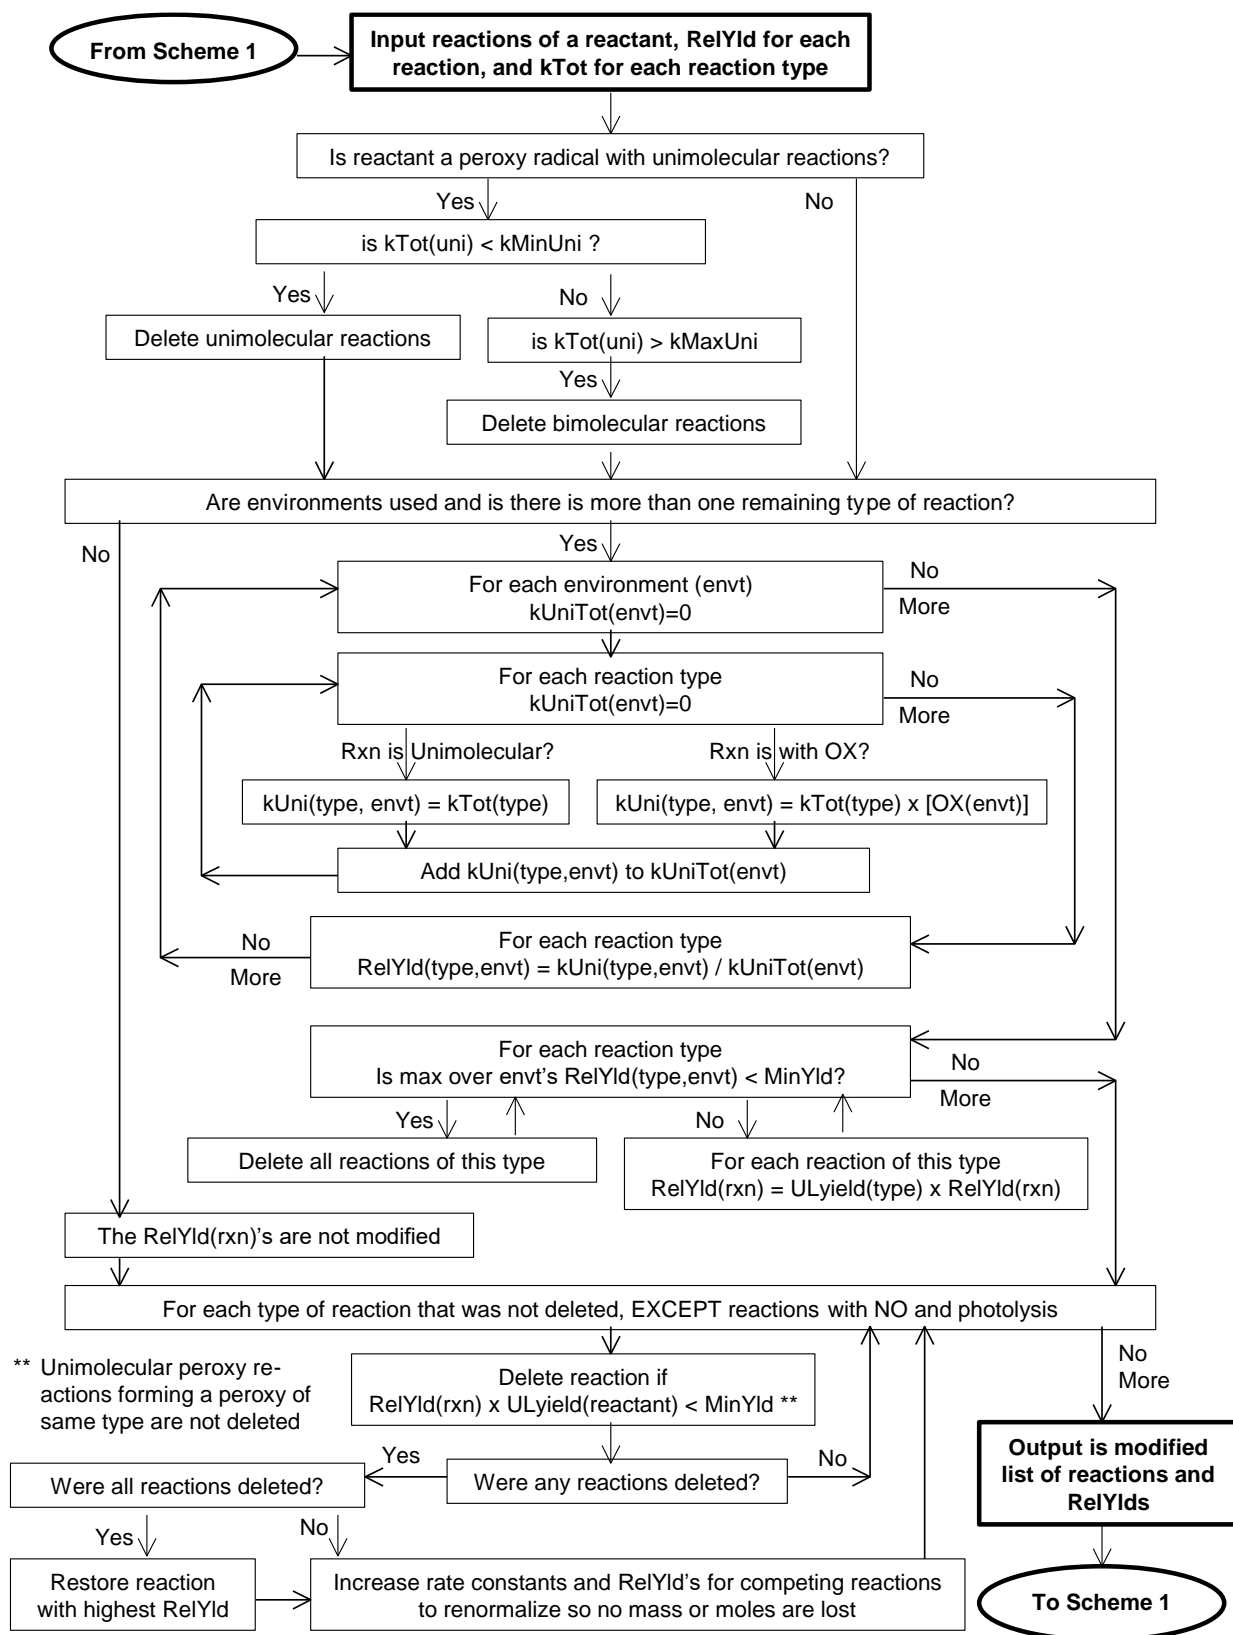 From Scheme 1
Input reactions of a reactant, RelYld for each
reaction, and kTot for each reaction type
Is reactant a peroxy radical with unimolecular reactions?
Yes
No
is kTot(uni) < kMinUni ?
Yes
No
Delete unimolecular reactions
is kTot(uni) > kMaxUni
Yes
Delete bimolecular reactions
Are environments used and is there is more than one remaining type of reaction?
No
Yes
For each environment (envt)
kUniTot(envt)=0
No
More
For each reaction type
kUniTot(envt)=0
No
More
Rxn is Unimolecular?
Rxn is with OX?
kUni(type, envt) = kTot(type)
kUni(type, envt) = kTot(type) x [OX(envt)]
Add kUni(type,envt) to kUniTot(envt)
No
More
For each reaction type
RelYld(type,envt) = kUni(type,envt) / kUniTot(envt)
For each reaction type
Is max over envt's RelYld(type,envt) < MinYld?
No
More
Yes
No
Delete all reactions of this type
For each reaction of this type
RelYld(rxn) = ULyield(type) x RelYld(rxn)
The RelYld(rxn)'s are not modified
For each type of reaction that was not deleted, EXCEPT reactions with NO and photolysis
** Unimolecular peroxy re-
actions forming a peroxy of
same type are not deleted
Delete reaction if
RelYld(rxn) x ULyield(reactant) < MinYld **
No
More
Yes
Were any reactions deleted?
No
Were all reactions deleted?
Output is modified
list of reactions and
RelYlds
Yes
No
Restore reaction
with highest RelYld
Increase rate constants and RelYld's for competing reactions
to renormalize so no mass or moles are lost
To Scheme 1